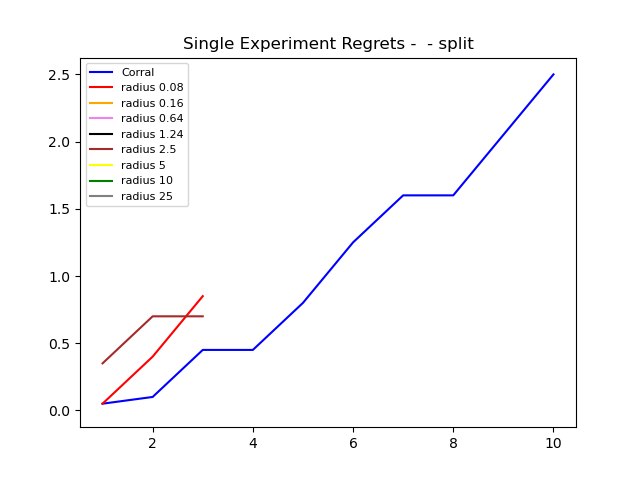 Single Experiment Regrets -  - split
Corral
radius 0.08
radius 0.16
radius 0.64
radius 1.24
radius 2.5
radius 5
radius 10
radius 25
2.5
2.0
1.5
1.0
0.5
0.0
2 4 6 8 10